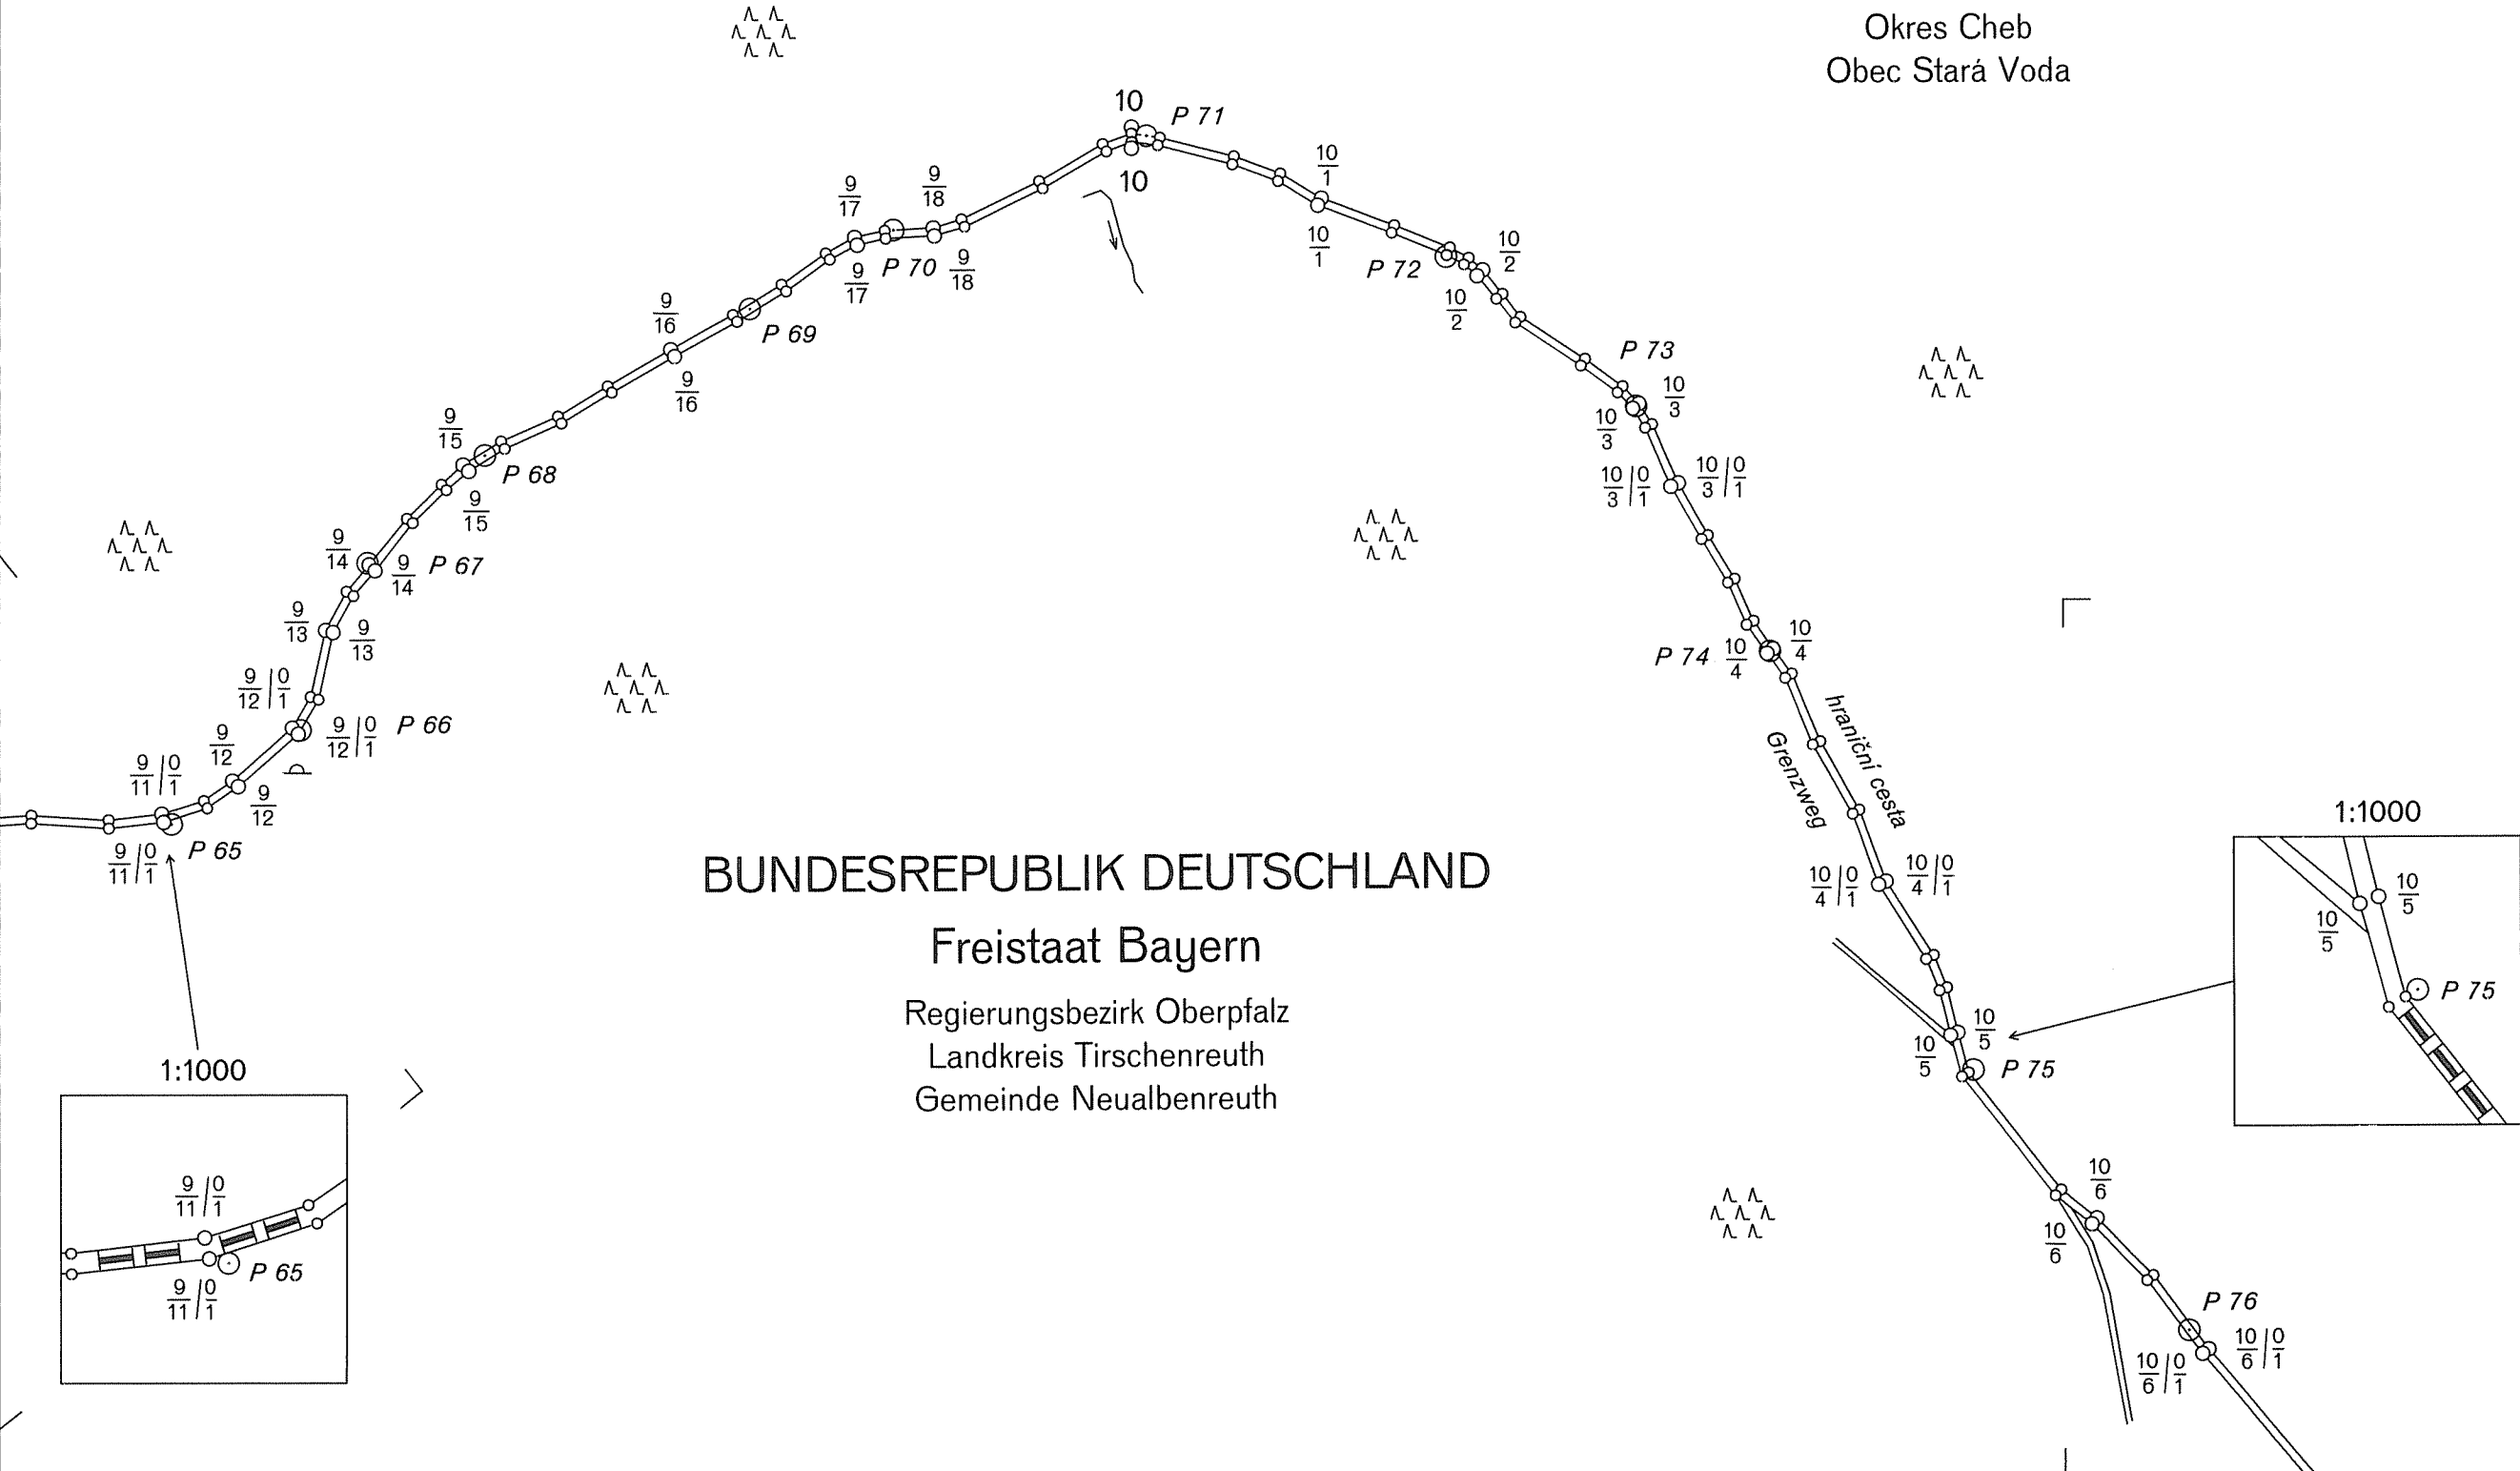 Okres Cheb
Obec Stará Voda
10
P 71
10
10/1
10/1
9/17
9/18
9/17
P 70
9/18
P 72
10/2
10/2
9/16
P 69
9/16
P 73
10/3
10/3
10/3|0/1
10/3|0/1
9/15
P 68
9/15
9/14
9/14
P 67
9/13
9/13
P 74
10/4
10/4
9/12|0/1
9/12|0/1
P 66
9/12
9/12
9/11|0/1
9/11|0/1
P 65
hraniční cesta
Grenzweg
BUNDESREPUBLIK DEUTSCHLAND
Freistaat Bayern
Regierungsbezirk Oberpfalz
Landkreis Tirschenreuth
Gemeinde Neualbenreuth
10/4|0/1
10/4|0/1
1:1000
10/5
10/5
P 75
10/5
10/5
P 75
1:1000
9/11|0/1
9/11|0/1
P 65
10/6
10/6
P 76
10/6|0/1
10/6|0/1